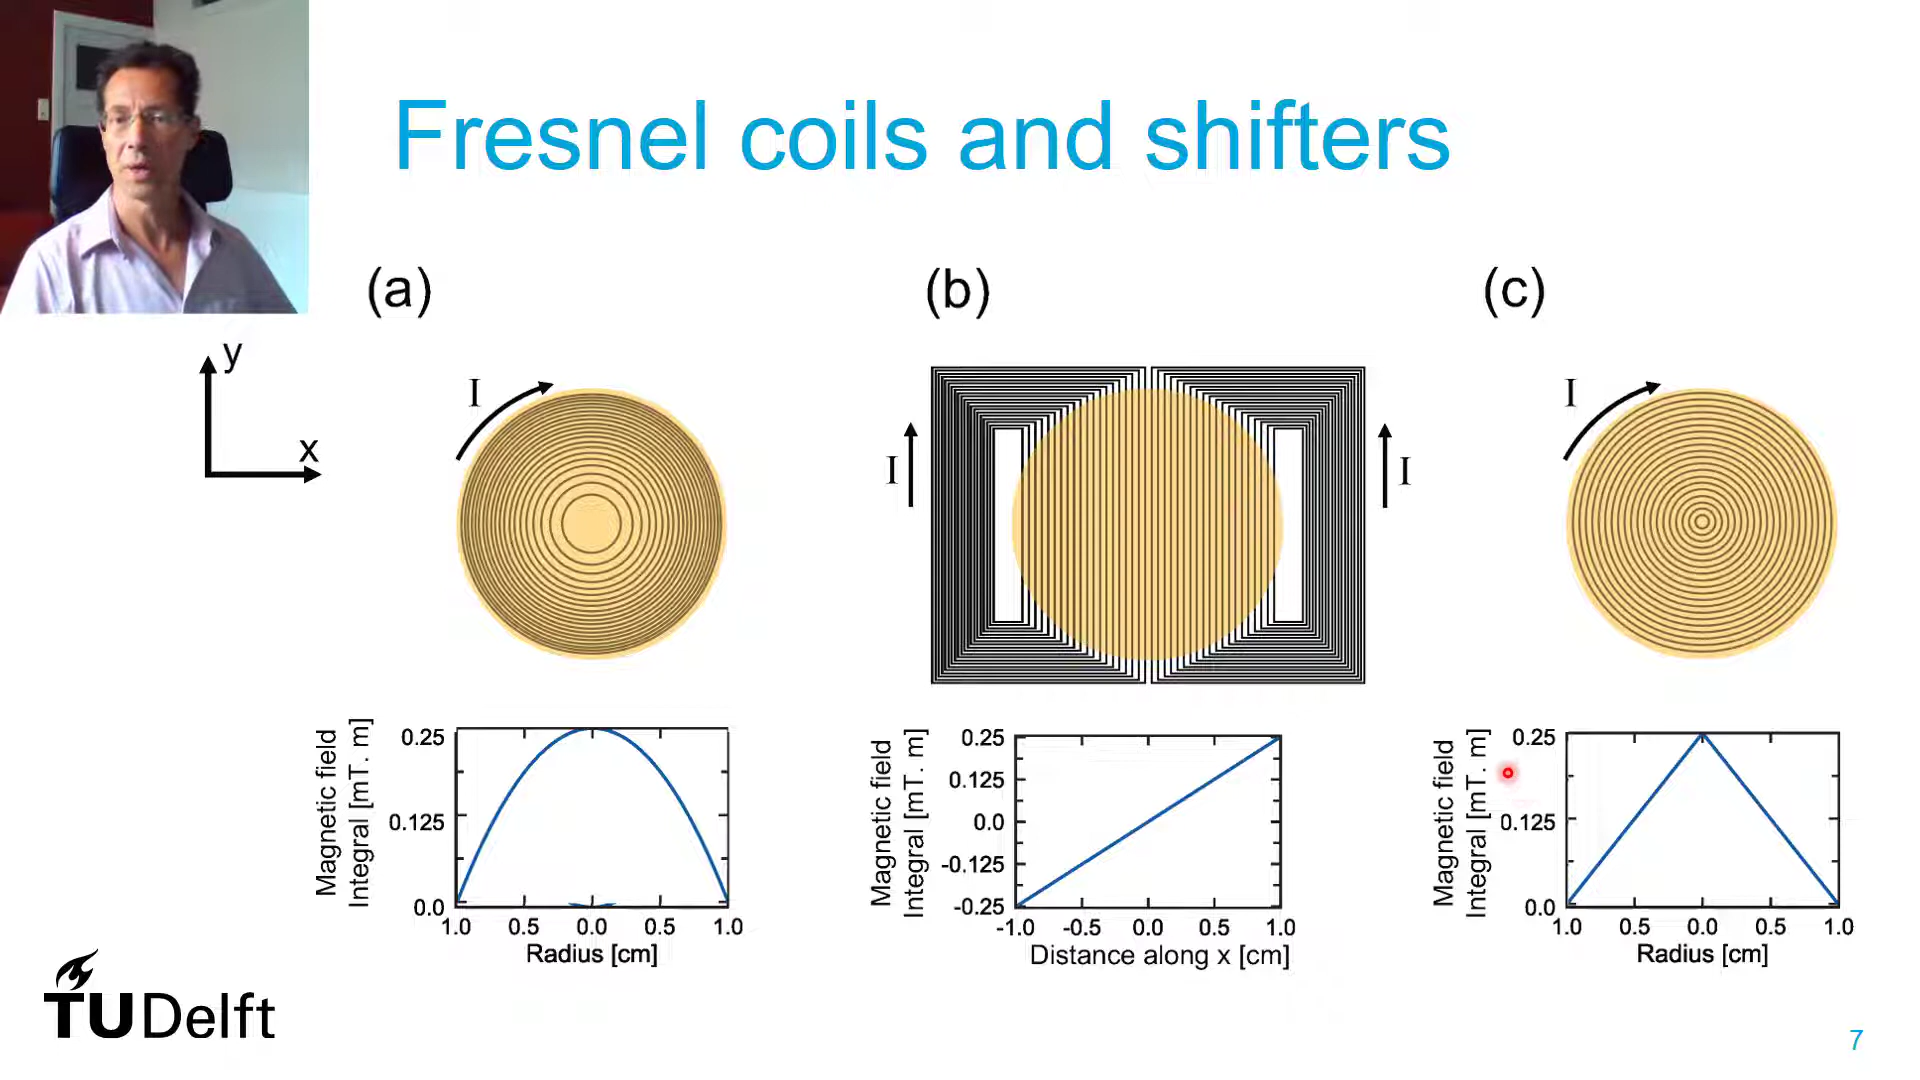 Fresnel coils and shifters
(a)
(b)
(c)
y
x
I
I
I
I
Magnetic field
Integral [mT. m]
0.25
0.125
0.0
1.0 0.5 0.0 0.5 1.0
Radius [cm]
Magnetic field
Integral [mT. m]
0.25
0.125
0.0
-0.125
-0.25
-1.0 -0.5 0.0 0.5 1.0
Distance along x [cm]
Magnetic field
Integral [mT. m]
0.25
0.125
0.0
1.0 0.5 0.0 0.5 1.0
Radius [cm]
TUDelft
7